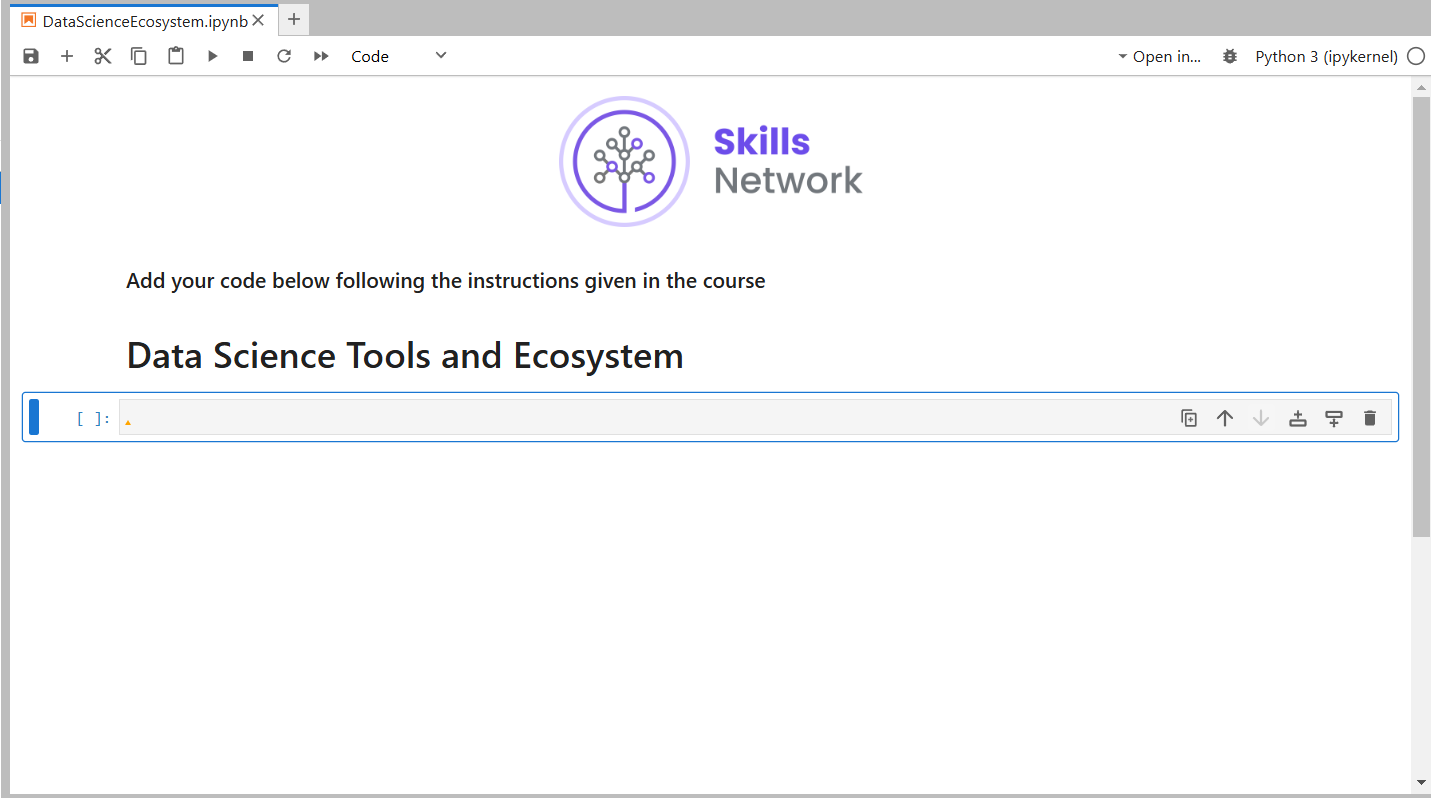 DataScienceEcosystem.ipynb
Code
Open in...
Python 3 (ipykernel)
Skills
Network
Add your code below following the instructions given in the course
Data Science Tools and Ecosystem
[ ]: